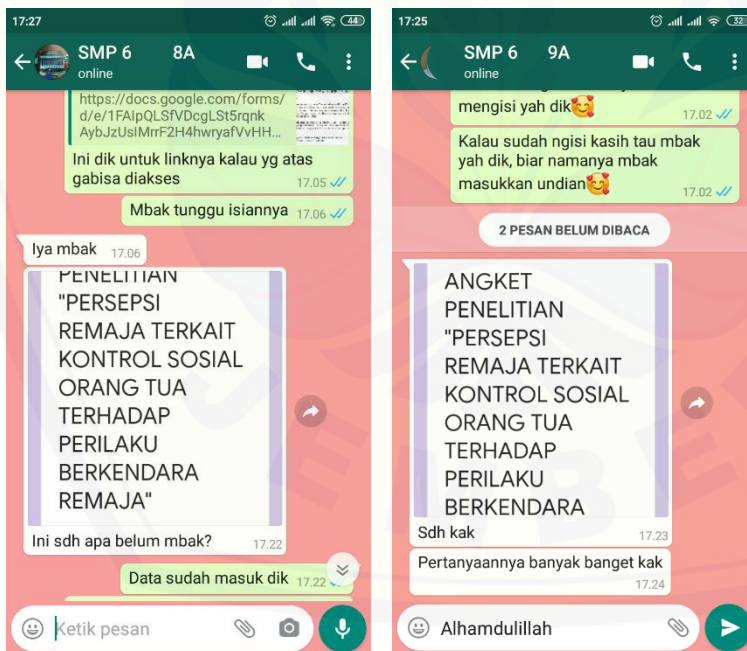 17:27
44
SMP 6 8A
online
https://docs.google.com/forms/
d/e/1FAIpQLSfVDcgLSt5rqnk
AybJzUsIMrrF2H4hwryafVvHH...
Ini dik untuk linknya kalau yg atas
gabisa diakses 17.05
Mbak tunggu isiannya 17.06
Iya mbak 17.06
PENELITIAN
"PERSEPSI
REMAJA TERKAIT
KONTROL SOSIAL
ORANG TUA
TERHADAP
PERILAKU
BERKENDARA
REMAJA"
Ini sdh apa belum mbak? 17.22
Data sudah masuk dik 17.22
Ketik pesan
17:25
32
SMP 6 9A
online
mengisi yah dik🥰 17.02
Kalau sudah ngisi kasih tau mbak
yah dik, biar namanya mbak
masukkan undian🥰 17.02
2 PESAN BELUM DIBACA
ANGKET
PENELITIAN
"PERSEPSI
REMAJA TERKAIT
KONTROL SOSIAL
ORANG TUA
TERHADAP
PERILAKU
BERKENDARA
Sdh kak 17.23
Pertanyaannya banyak banget kak
17.24
Alhamdulillah